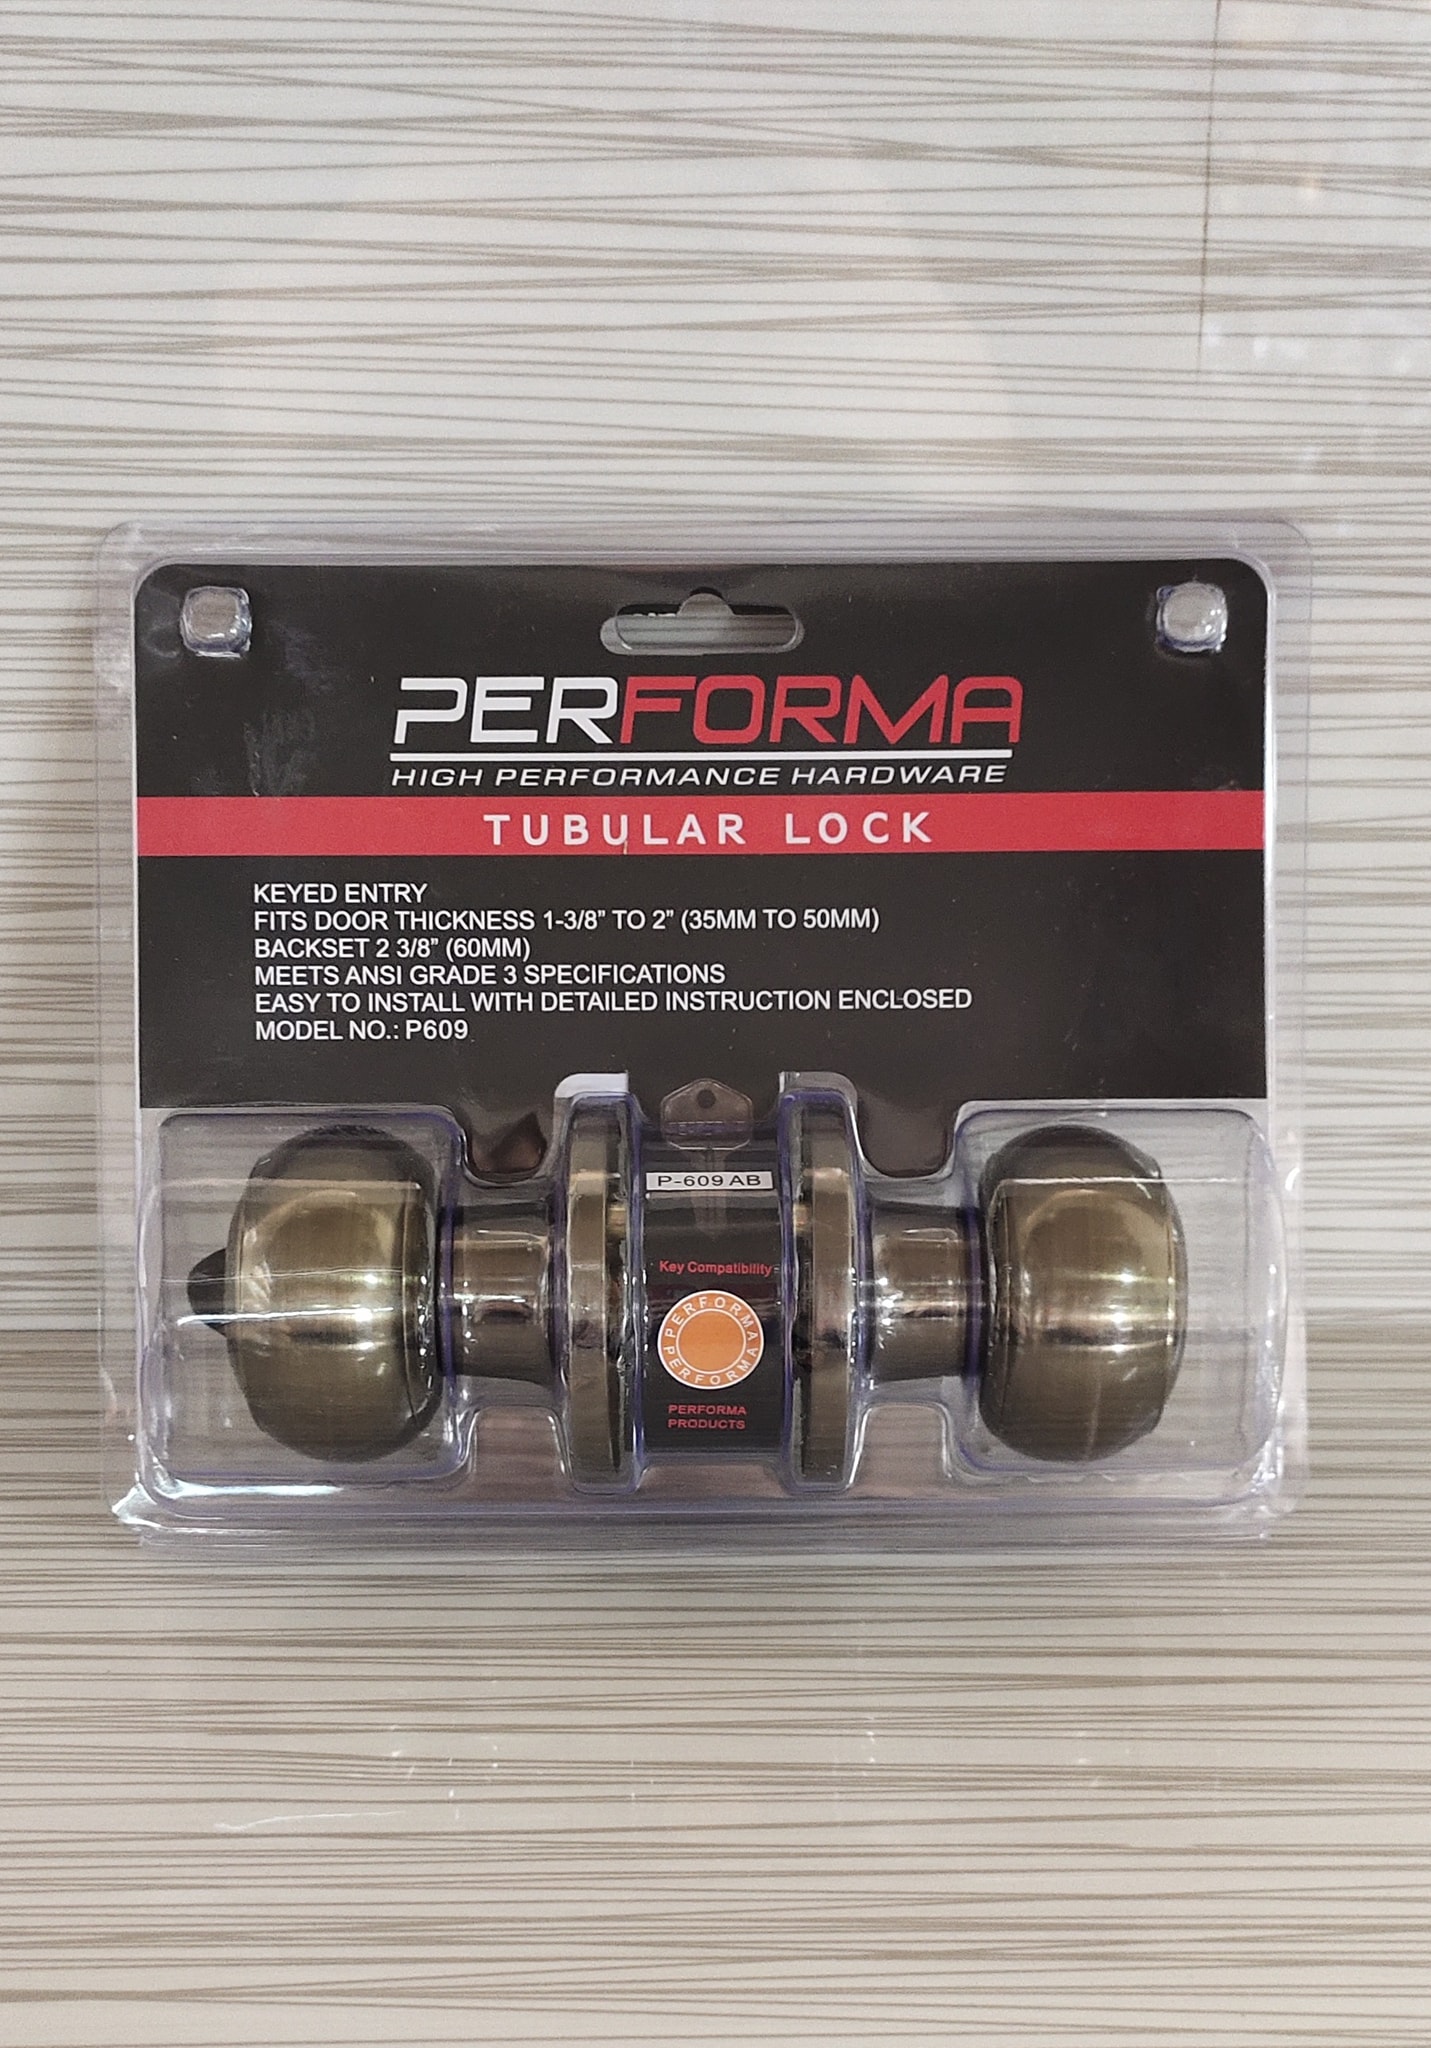 PERFORMA
HIGH PERFORMANCE HARDWARE
TUBULAR LOCK
KEYED ENTRY
FITS DOOR THICKNESS 1-3/8” TO 2” (35MM TO 50MM)
BACKSET 2 3/8” (60MM)
MEETS ANSI GRADE 3 SPECIFICATIONS
EASY TO INSTALL WITH DETAILED INSTRUCTION ENCLOSED
MODEL NO.: P609
P-609 AB
Key Compatibility
PERFORMA
PERFORMA
PERFORMA
PRODUCTS